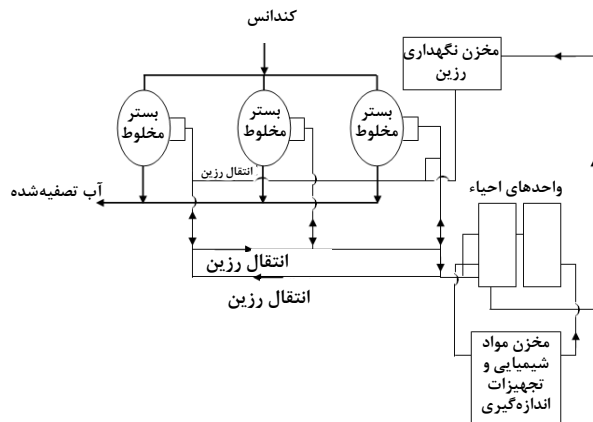 کندانس
مخزن نگهداری
رزین
بستر
مخلوط
بستر
مخلوط
بستر
مخلوط
انتقال رزین
آب تصفیه‌شده
واحدهای احیاء
انتقال رزین
انتقال رزین
مخزن مواد
شیمیایی و
تجهیزات
اندازه‌گیری